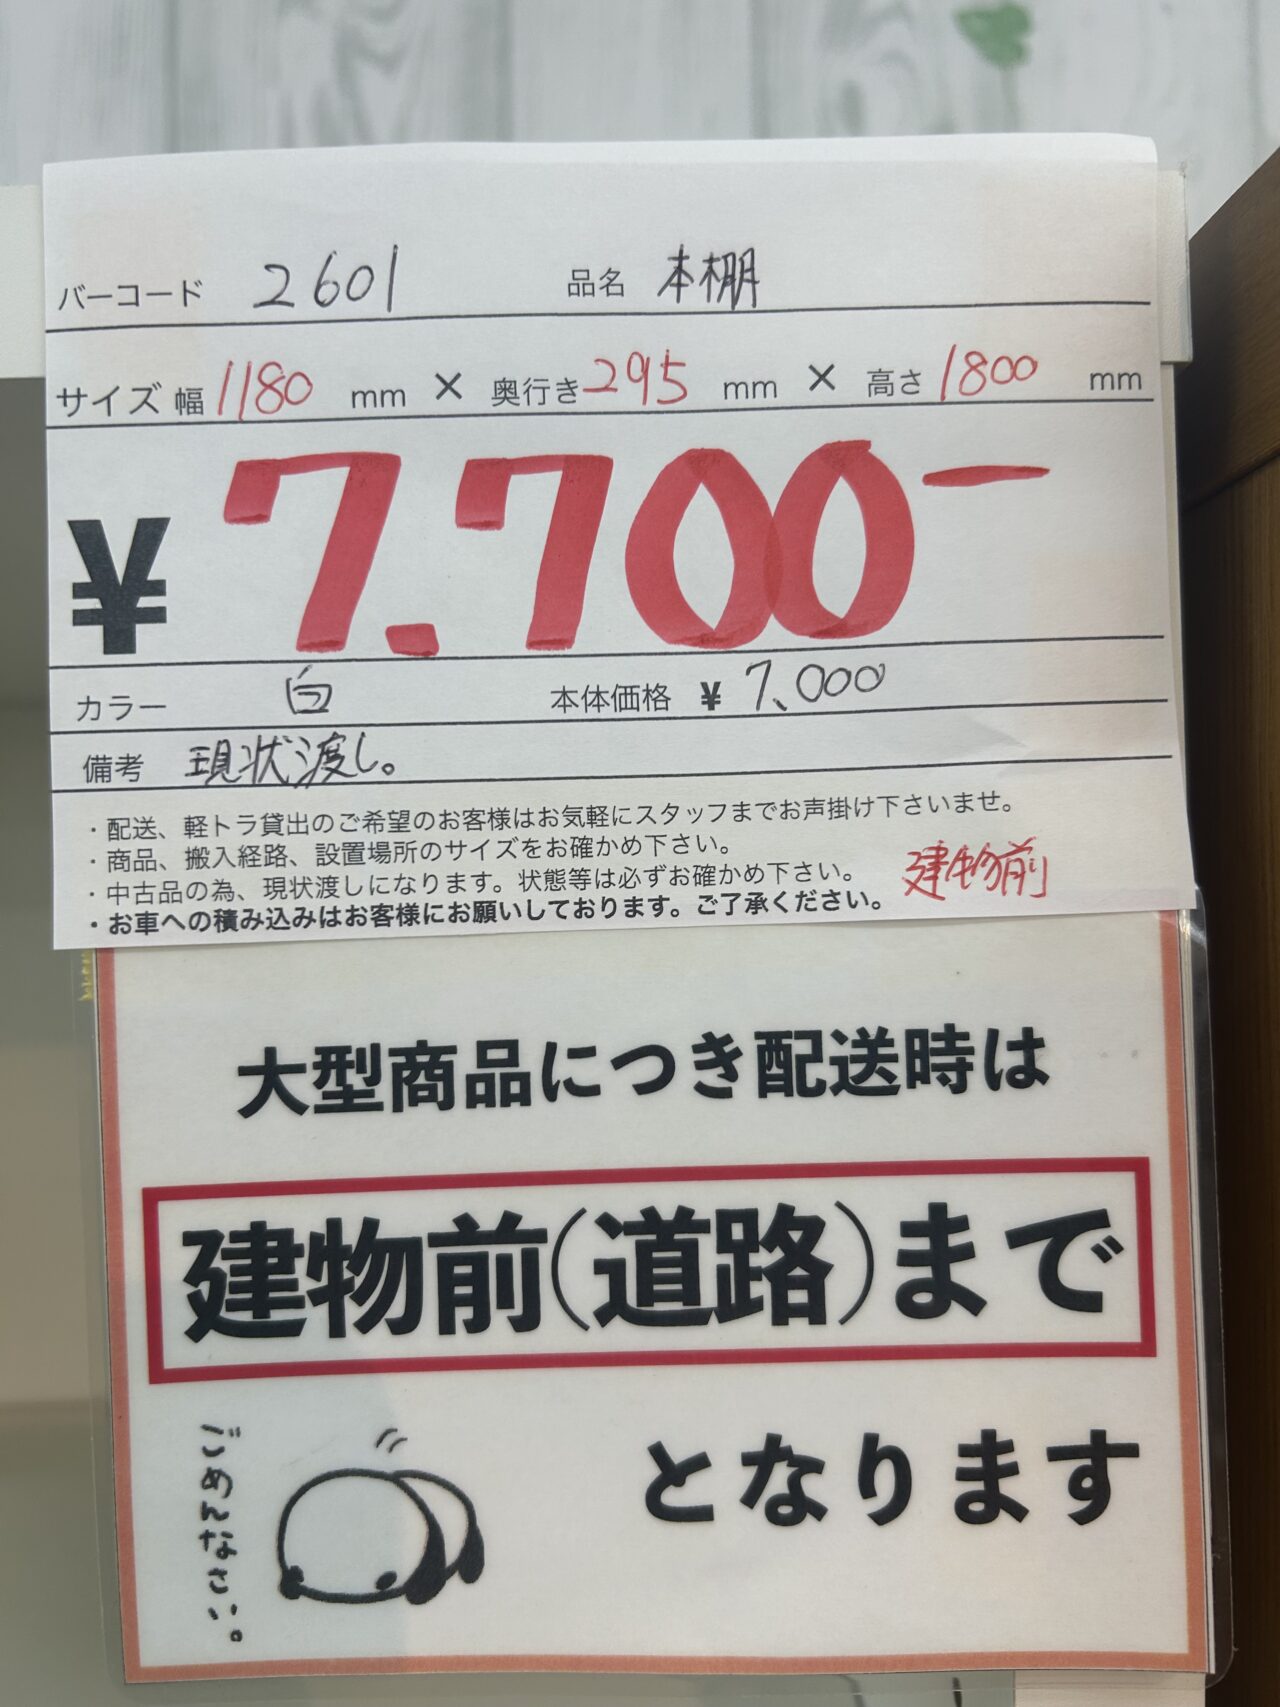 バーコード 2601 品名 本棚
サイズ 幅 1180 mm × 奥行き 295 mm × 高さ 1800 mm
¥ 7.700-
カラー 白 本体価格 ¥ 7,000
備考 現状渡し。
・配送、軽トラ貸出のご希望のお客様はお気軽にスタッフまでお声掛け下さいませ。
・商品、搬入経路、設置場所のサイズをお確かめ下さい。
・中古品の為、現状渡しになります。状態等は必ずお確かめ下さい。
・お車への積み込みはお客様にお願いしております。ご了承ください。
建物前
大型商品につき配送時は
建物前(道路)まで
となります
ごめんなさい。